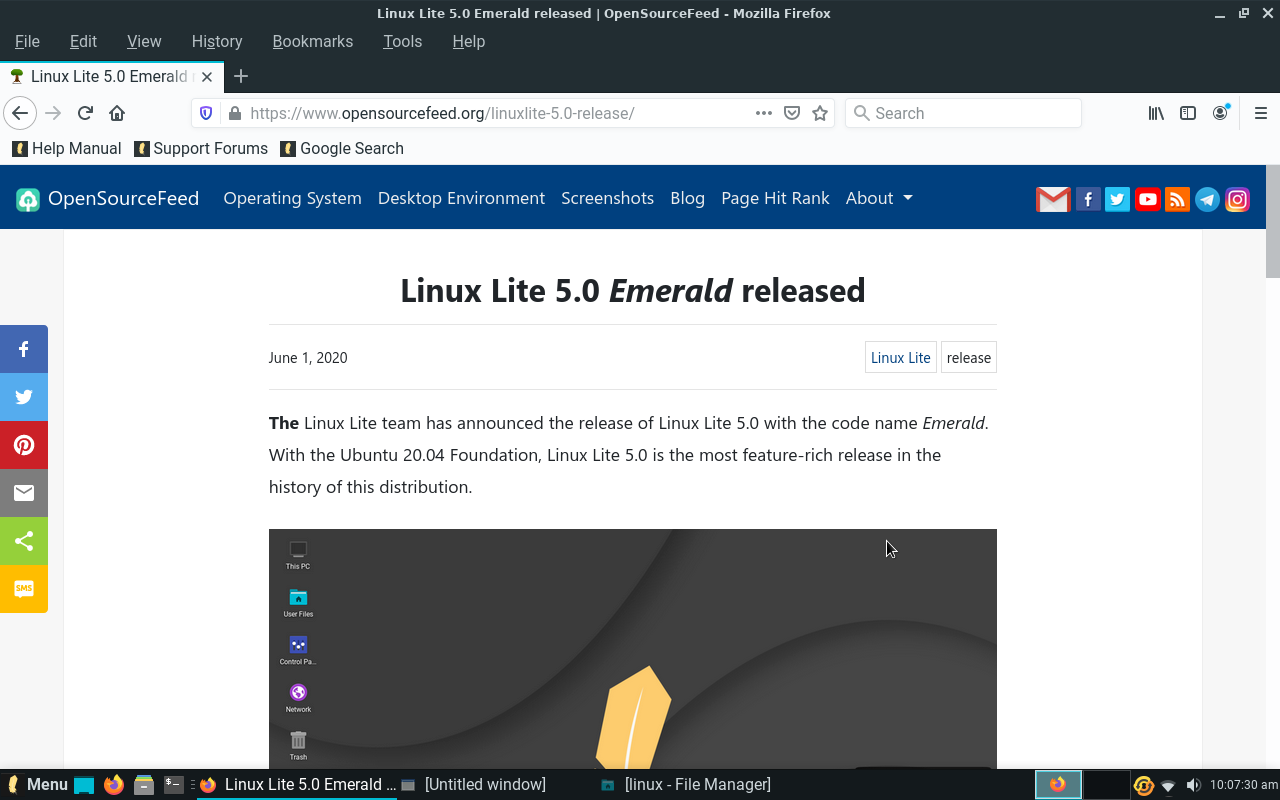 Linux Lite 5.0 Emerald released | OpenSourceFeed - Mozilla Firefox
File Edit View History Bookmarks Tools Help
Linux Lite 5.0 Emerald
https://www.opensourcefeed.org/linuxlite-5.0-release/
Search
Help Manual Support Forums Google Search
OpenSourceFeed Operating System Desktop Environment Screenshots Blog Page Hit Rank About
Linux Lite 5.0 Emerald released
June 1, 2020
Linux Lite release
The Linux Lite team has announced the release of Linux Lite 5.0 with the code name Emerald.
With the Ubuntu 20.04 Foundation, Linux Lite 5.0 is the most feature-rich release in the
history of this distribution.
SMS
This PC
User Files
Control Pa...
Network
Trash
Menu Linux Lite 5.0 Emerald ... [Untitled window] [linux - File Manager] 10:07:30 am